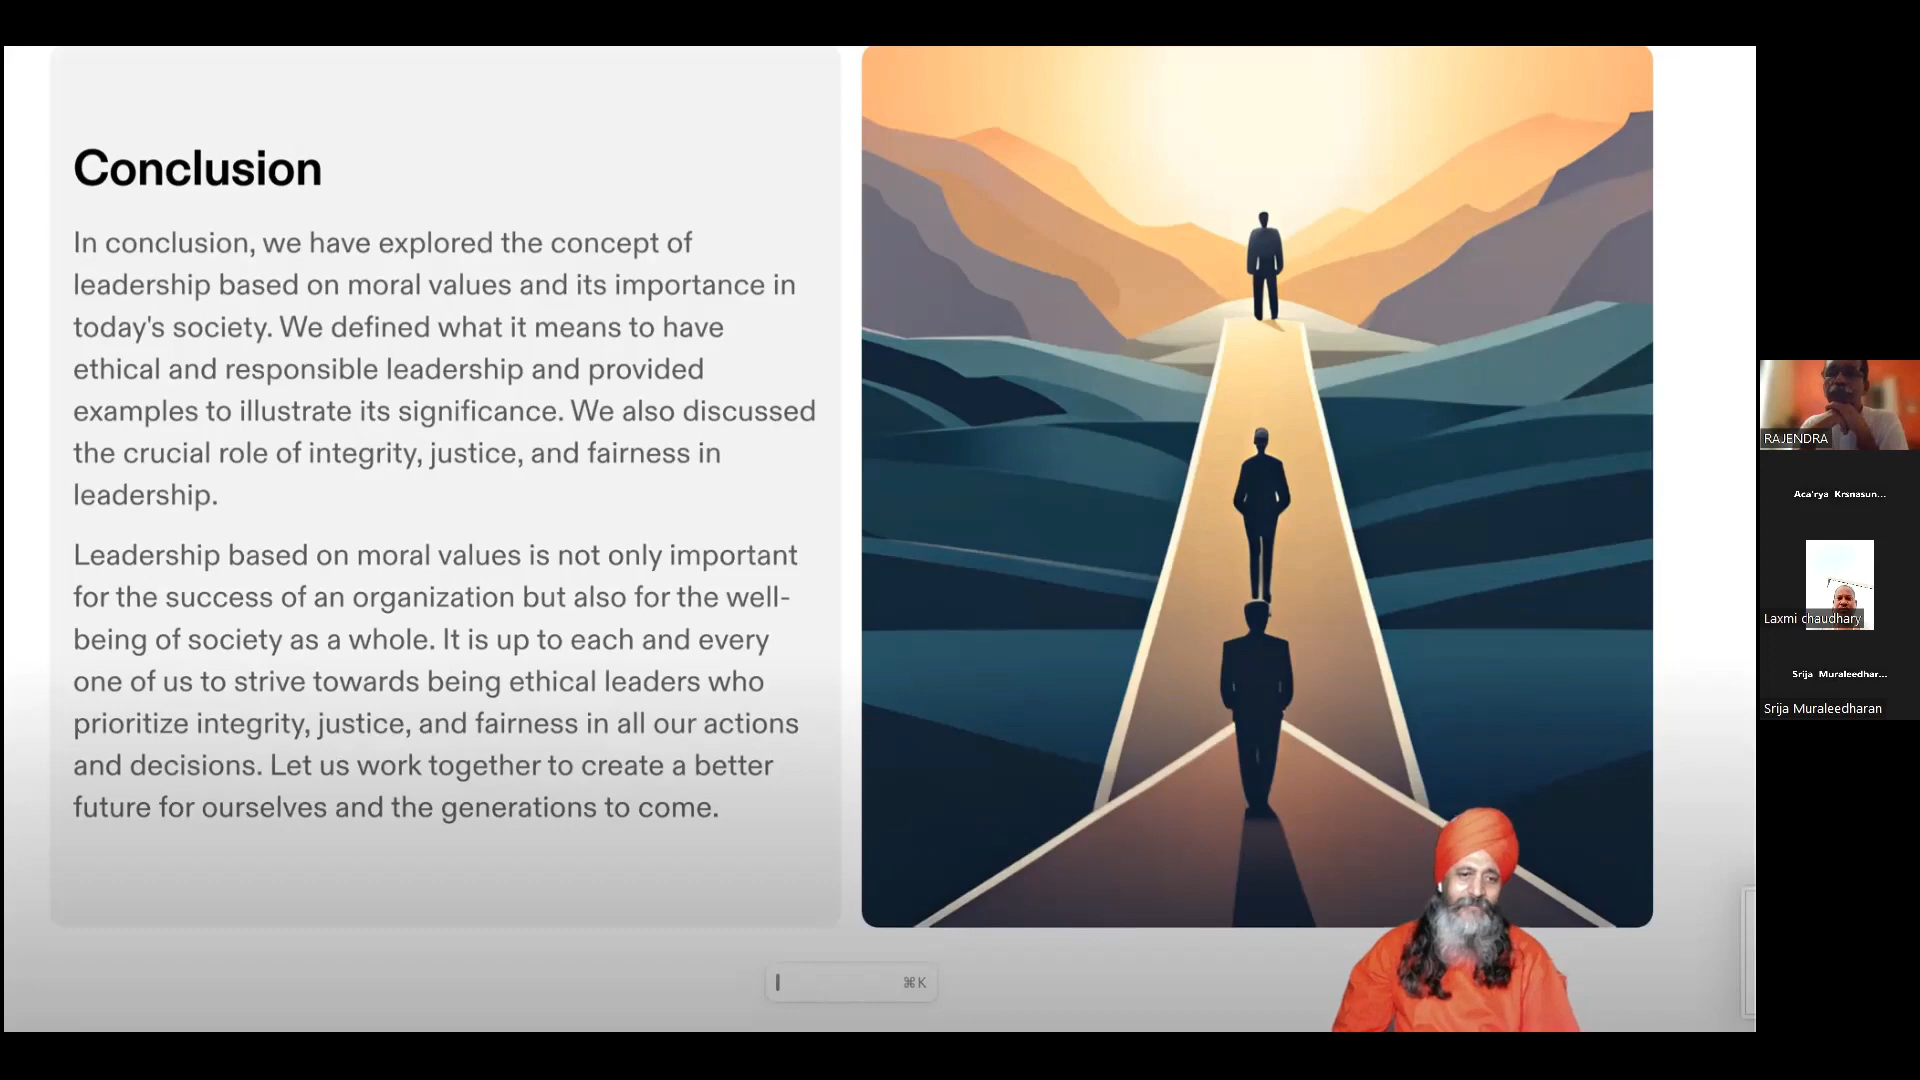 Conclusion
In conclusion, we have explored the concept of
leadership based on moral values and its importance in
today's society. We defined what it means to have
ethical and responsible leadership and provided
examples to illustrate its significance. We also discussed
the crucial role of integrity, justice, and fairness in
leadership.
Leadership based on moral values is not only important
for the success of an organization but also for the well-
being of society as a whole. It is up to each and every
one of us to strive towards being ethical leaders who
prioritize integrity, justice, and fairness in all our actions
and decisions. Let us work together to create a better
future for ourselves and the generations to come.
⌘K
RAJENDRA
Aca'rya Krsnasun...
Laxmi chaudhary
Srija Muraleedhar...
Srija Muraleedharan